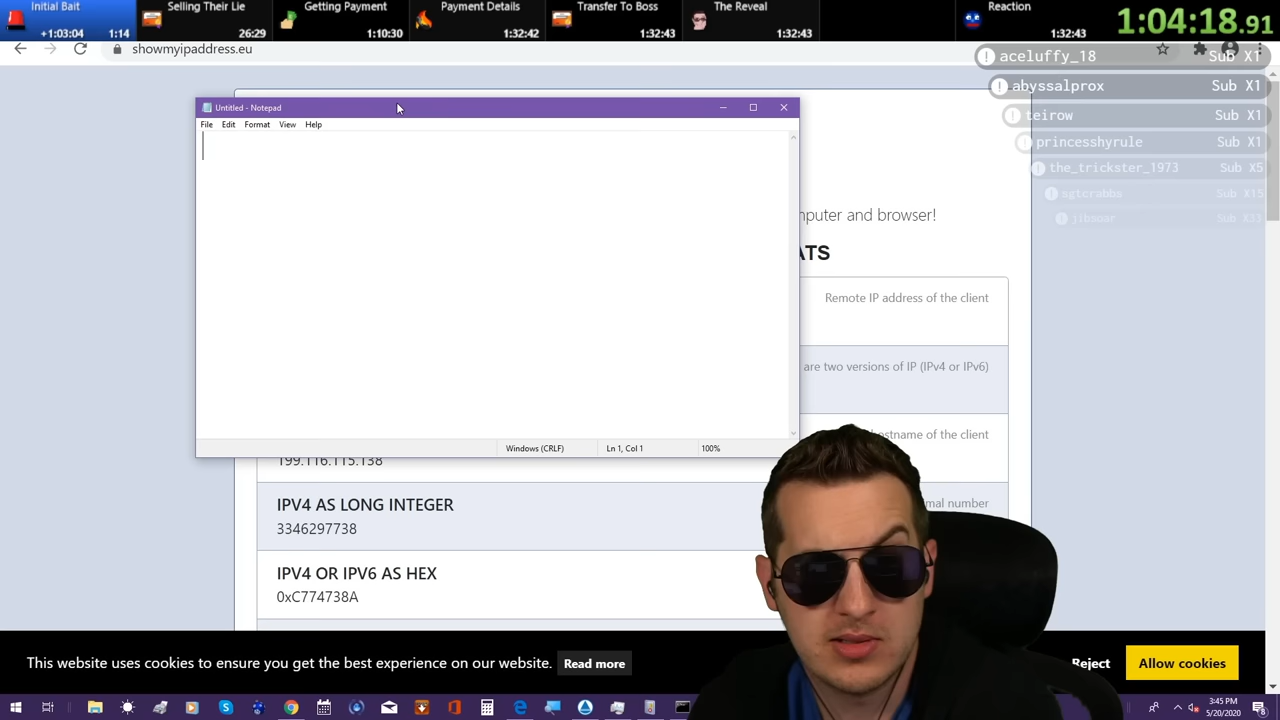 Initial Bait
+1:03:04 1:14
Selling Their Lie
26:29
Getting Payment
1:10:30
Payment Details
1:32:42
Transfer To Boss
1:32:43
The Reveal
1:32:43
Reaction
1:32:43
1:04:18.91
showmyipaddress.eu
aceluffy_18 Sub X1
abyssalprox Sub X1
teirow Sub X1
princesshyrule Sub X1
the_trickster_1973 Sub X5
sgtcrabbs Sub X15
jibsoar Sub X33
Untitled - Notepad
File Edit Format View Help
mputer and browser!
ATS
Remote IP address of the client
are two versions of IP (IPv4 or IPv6)
hostname of the client
Windows (CRLF) Ln 1, Col 1 100%
199.116.115.138
IPV4 AS LONG INTEGER
mal number
3346297738
IPV4 OR IPV6 AS HEX
0xC774738A
This website uses cookies to ensure you get the best experience on our website. Read more Reject Allow cookies
3:45 PM
5/20/2020